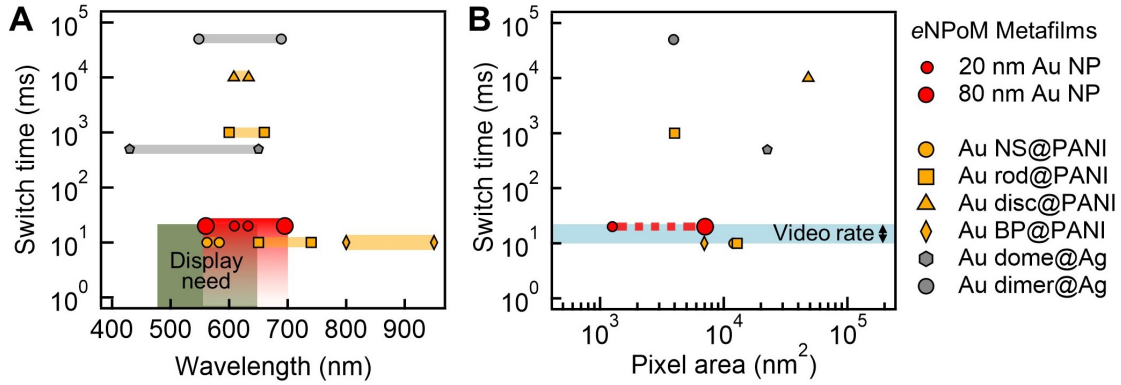 A
10^5
10^4
10^3
10^2
10^1
10^0
Switch time (ms)
Display
need
400 500 600 700 800 900
Wavelength (nm)
B
10^5
10^4
10^3
10^2
10^1
10^0
Switch time (ms)
Video rate
10^3 10^4 10^5
Pixel area (nm^2)
eNPoM Metafilms
20 nm Au NP
80 nm Au NP
Au NS@PANI
Au rod@PANI
Au disc@PANI
Au BP@PANI
Au dome@Ag
Au dimer@Ag